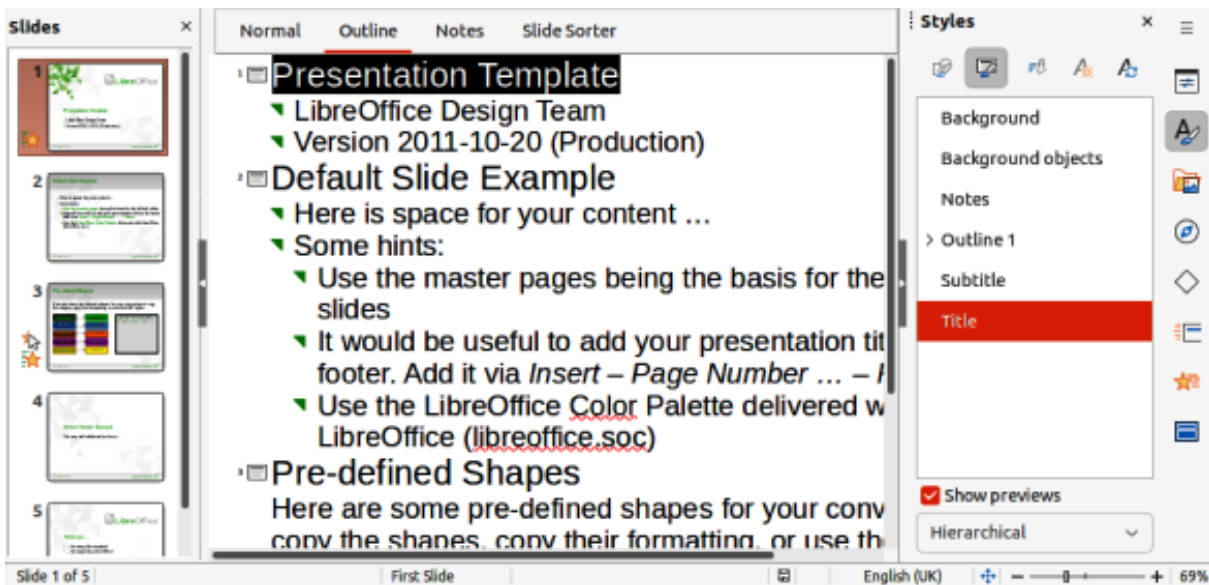 Slides
Normal Outline Notes Slide Sorter
Styles
1
2
3
4
5
LibreOffice
1 Presentation Template
LibreOffice Design Team
Version 2011-10-20 (Production)
2 Default Slide Example
Here is space for your content …
Some hints:
Use the master pages being the basis for the
slides
It would be useful to add your presentation tit
footer. Add it via Insert – Page Number … –
Use the LibreOffice Color Palette delivered w
LibreOffice (libreoffice.soc)
3 Pre-defined Shapes
Here are some pre-defined shapes for your conv
copy the shapes, copy their formatting, or use th
Background
Background objects
Notes
Outline 1
Subtitle
Title
Show previews
Hierarchical
Slide 1 of 5
First Slide
English (UK)
69%